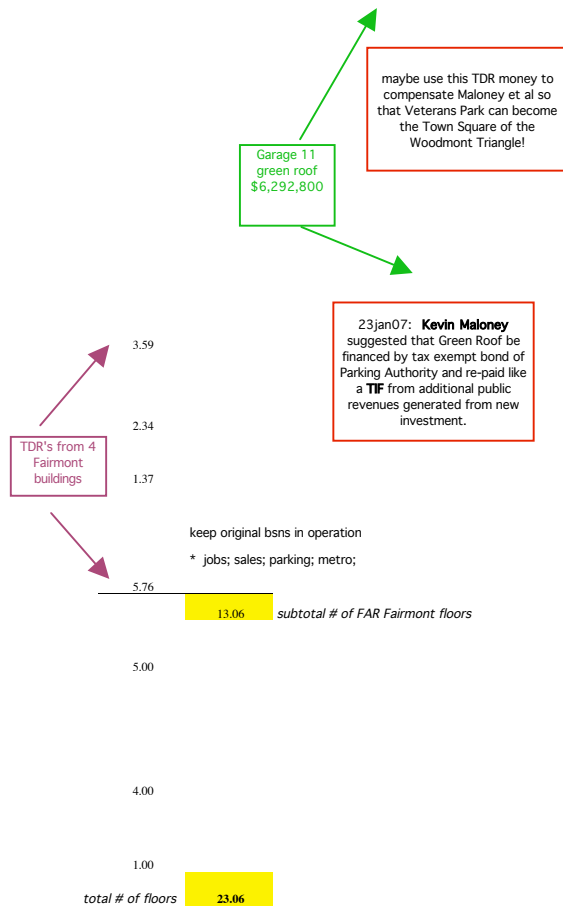 maybe use this TDR money to
compensate Maloney et al so
that Veterans Park can become
the Town Square of the
Woodmont Triangle!
Garage 11
green roof
$6,292,800
23jan07: Kevin Maloney
suggested that Green Roof be
financed by tax exempt bond of
Parking Authority and re-paid like
a TIF from additional public
revenues generated from new
investment.
3.59
2.34
TDR's from 4
Fairmont
buildings
1.37
keep original bsns in operation
* jobs; sales; parking; metro;
5.76
13.06 subtotal # of FAR Fairmont floors
5.00
4.00
1.00
total # of floors 23.06